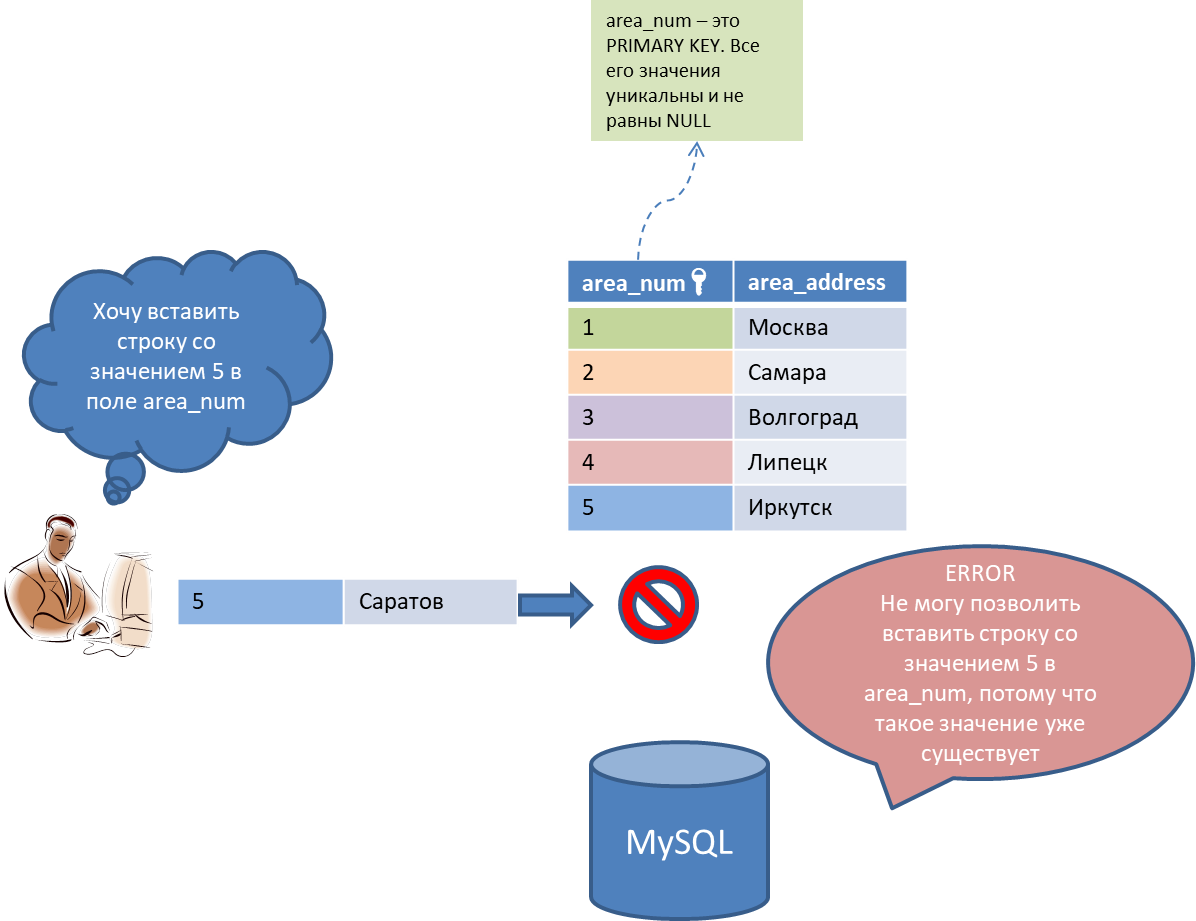 area_num – это
PRIMARY KEY. Все
его значения
уникальны и не
равны NULL
Хочу вставить
строку со
значением 5 в
поле area_num
area_num area_address
1 Москва
2 Самара
3 Волгоград
4 Липецк
5 Иркутск
5 Саратов
ERROR
Не могу позволить
вставить строку со
значением 5 в
area_num, потому что
такое значение уже
существует
MySQL